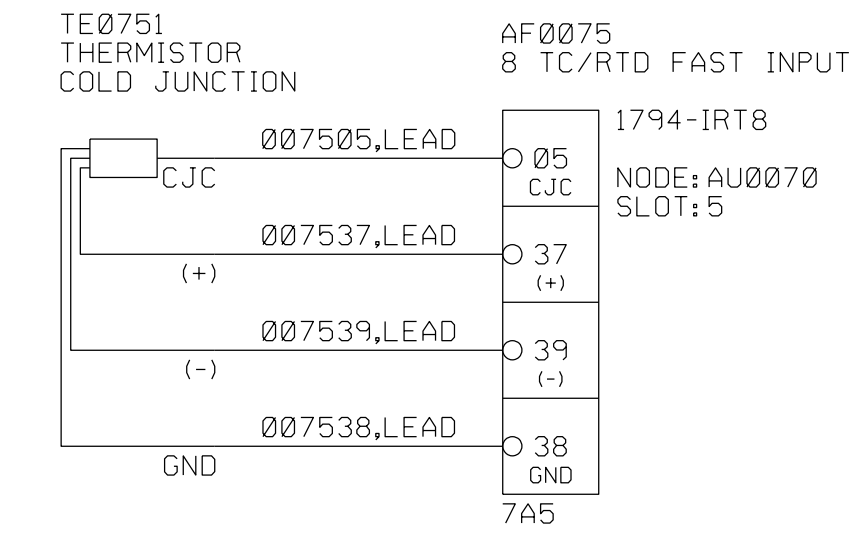 TE0751
THERMISTOR
COLD JUNCTION
AF0075
8 TC/RTD FAST INPUT
1794-IRT8
NODE:AU0070
SLOT:5
007505,LEAD
CJC
05
CJC
007537,LEAD
(+)
37
(+)
007539,LEAD
(-)
39
(-)
007538,LEAD
GND
38
GND
7A5